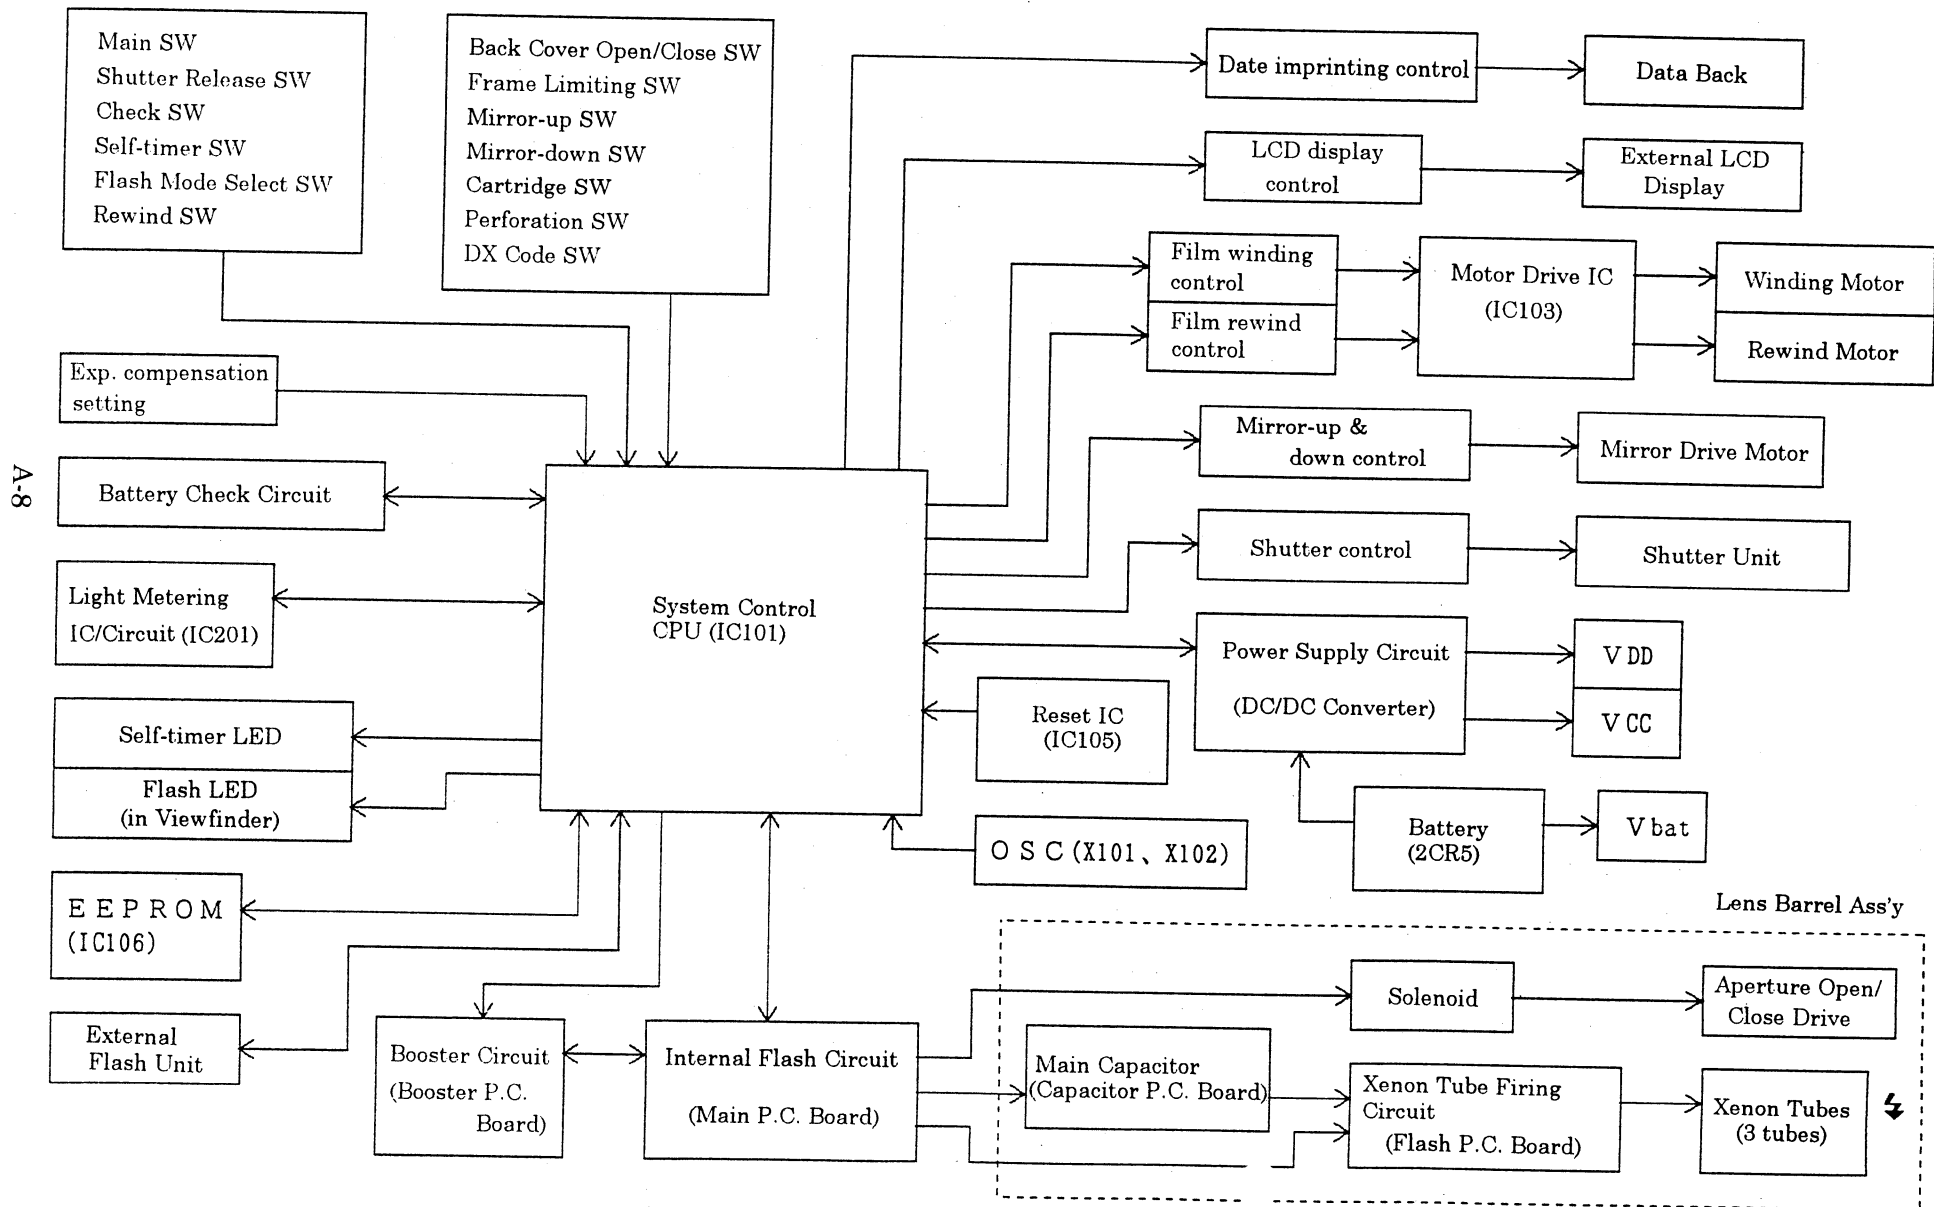 Main SW
Shutter Release SW
Check SW
Self-timer SW
Flash Mode Select SW
Rewind SW
Back Cover Open/Close SW
Frame Limiting SW
Mirror-up SW
Mirror-down SW
Cartridge SW
Perforation SW
DX Code SW
Date imprinting control
Data Back
LCD display
control
External LCD
Display
Film winding
control
Film rewind
control
Motor Drive IC
(IC103)
Winding Motor
Rewind Motor
Exp. compensation
setting
Mirror-up &
down control
Mirror Drive Motor
A-8
Battery Check Circuit
Shutter control
Shutter Unit
Light Metering
IC/Circuit (IC201)
System Control
CPU (IC101)
Power Supply Circuit
(DC/DC Converter)
V DD
V CC
Self-timer LED
Flash LED
(in Viewfinder)
Reset IC
(IC105)
Battery
(2CR5)
V bat
O S C (X101、X102)
E E P R O M
(IC106)
Lens Barrel Ass'y
External
Flash Unit
Booster Circuit
(Booster P.C.
Board)
Internal Flash Circuit
(Main P.C. Board)
Solenoid
Aperture Open/
Close Drive
Main Capacitor
(Capacitor P.C. Board)
Xenon Tube Firing
Circuit
(Flash P.C. Board)
Xenon Tubes
(3 tubes)